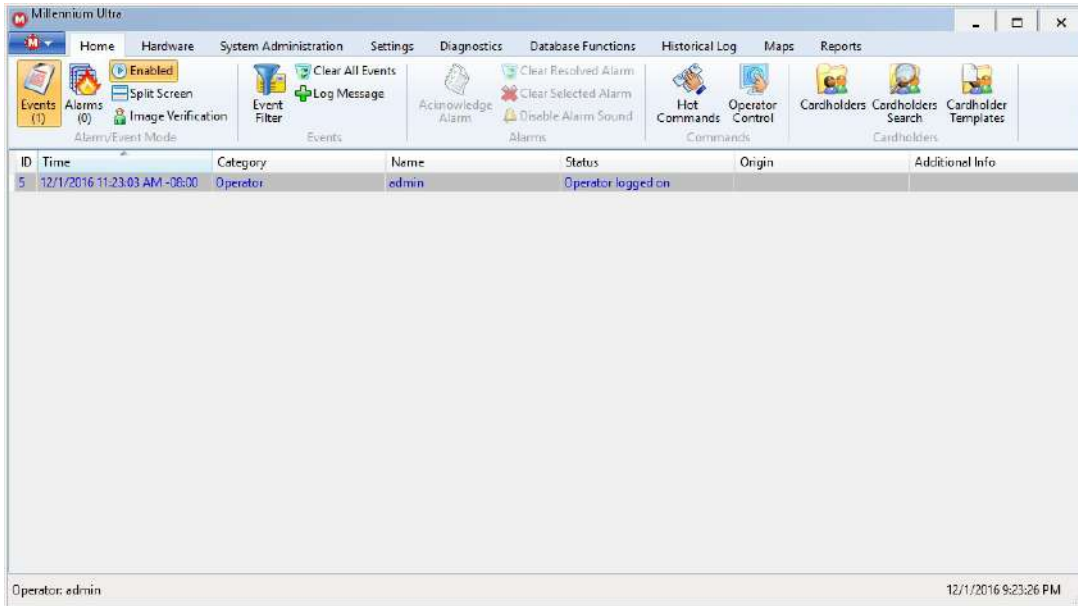 Millennium Ultra
Home Hardware System Administration Settings Diagnostics Database Functions Historical Log Maps Reports
Events (1)
Alarms (0)
Enabled
Split Screen
Image Verification
Alarm/Event Mode
Event Filter
Clear All Events
Log Message
Events
Acknowledge Alarm
Clear Resolved Alarm
Clear Selected Alarm
Disable Alarm Sound
Alarms
Hot Commands
Operator Control
Commands
Cardholders
Cardholders Search
Cardholder Templates
Cardholders
ID Time Category Name Status Origin Additional Info
5 12/1/2016 11:23:03 AM -08:00 Operator admin Operator logged on
Operator: admin 12/1/2016 9:23:26 PM